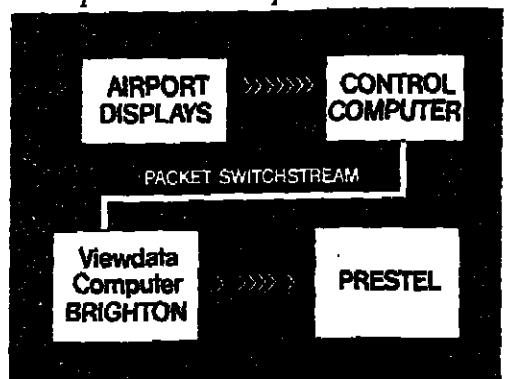 AIRPORT
DISPLAYS
CONTROL
COMPUTER
PACKET SWITCHSTREAM
Viewdata
Computer
BRIGHTON
PRESTEL